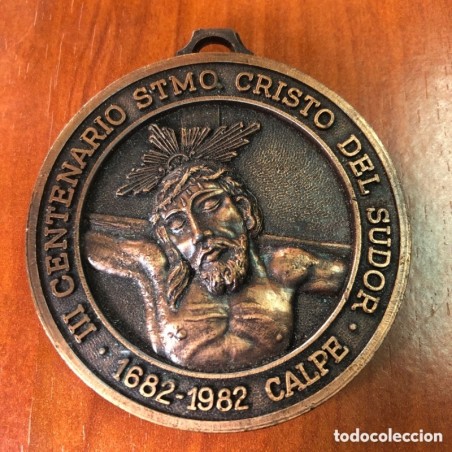 III CENTENARIO STMO. CRISTO DEL SUDOR
· 1682-1982 CALPE ·
todocoleccion